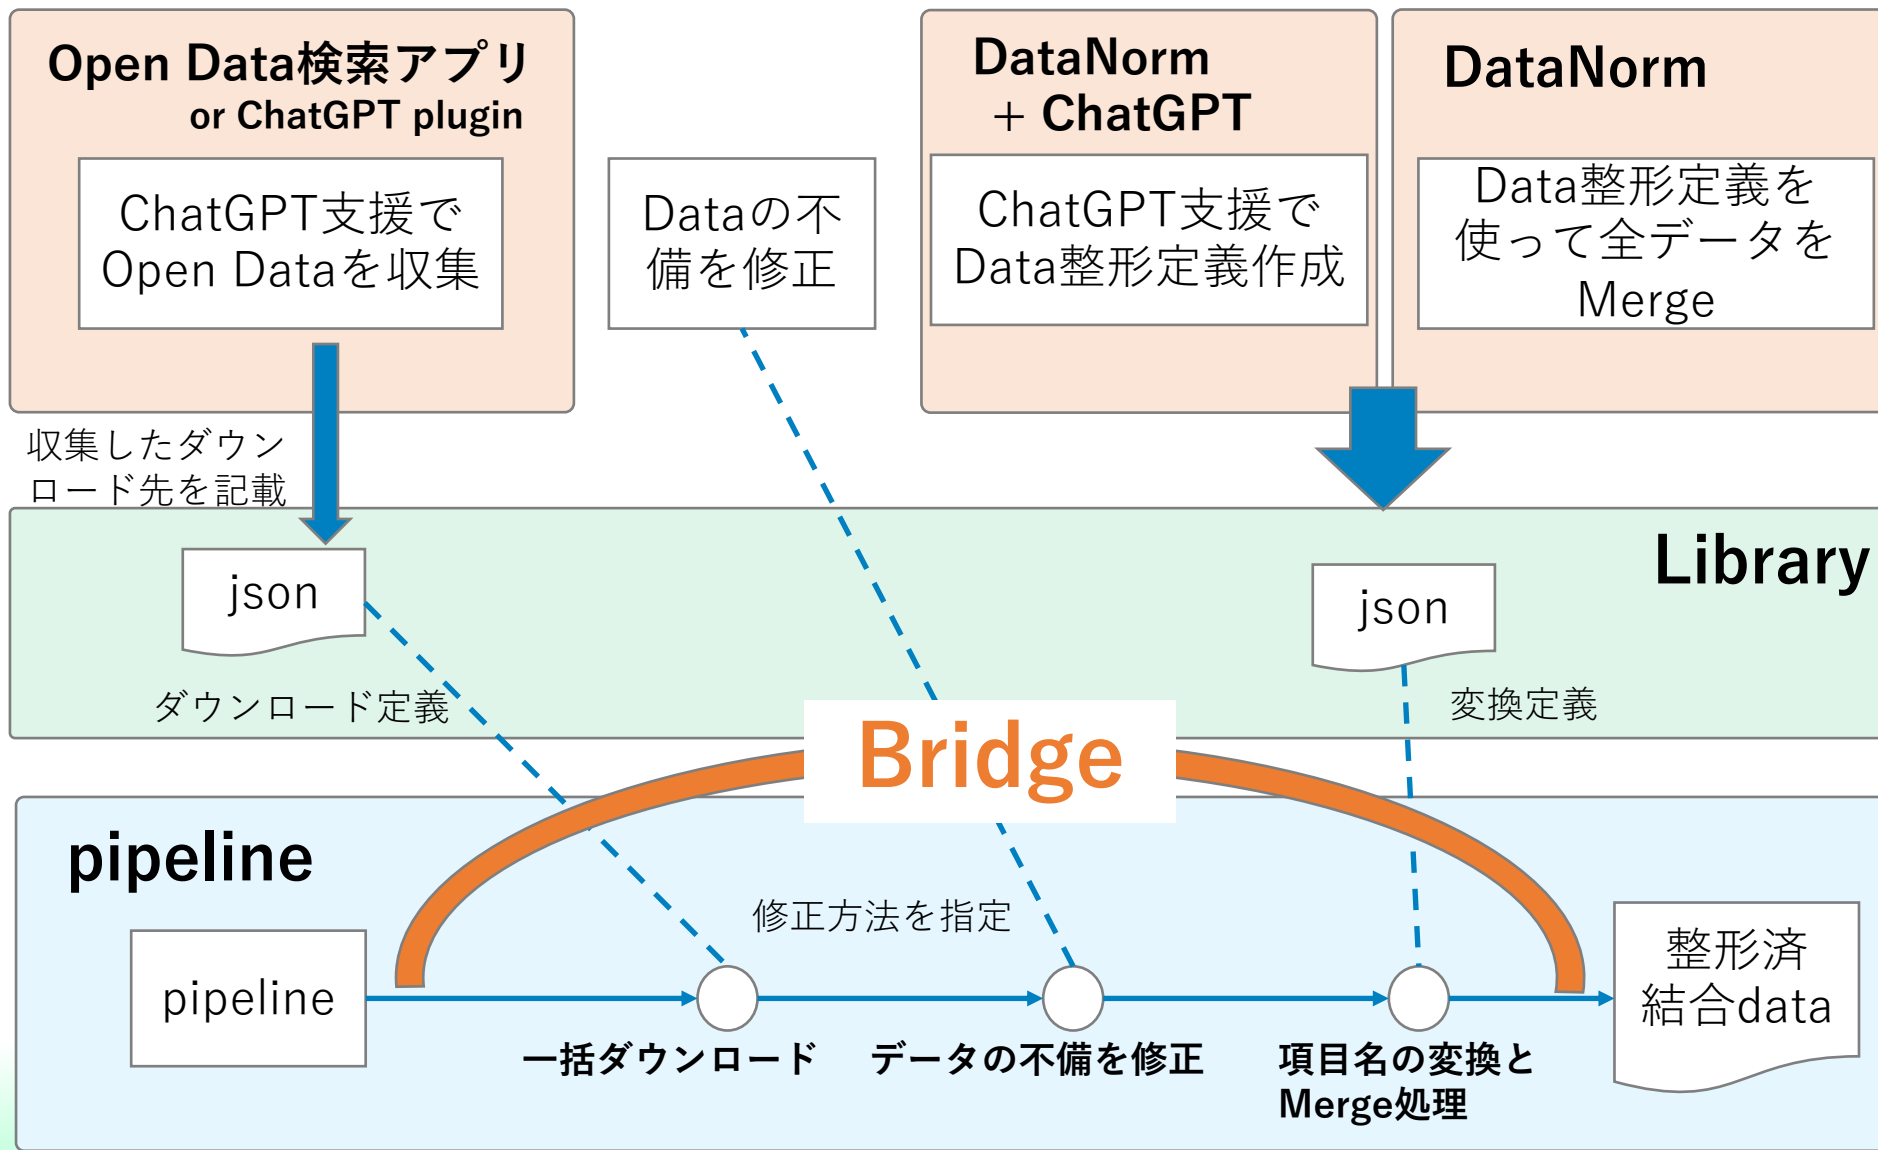 Open Data検索アプリ
or ChatGPT plugin
ChatGPT支援で
Open Dataを収集
Dataの不
備を修正
DataNorm
+ ChatGPT
ChatGPT支援で
Data整形定義作成
DataNorm
Data整形定義を
使って全データを
Merge
収集したダウン
ロード先を記載
Library
json
json
ダウンロード定義
変換定義
Bridge
pipeline
修正方法を指定
pipeline
整形済
結合data
一括ダウンロード
データの不備を修正
項目名の変換と
Merge処理